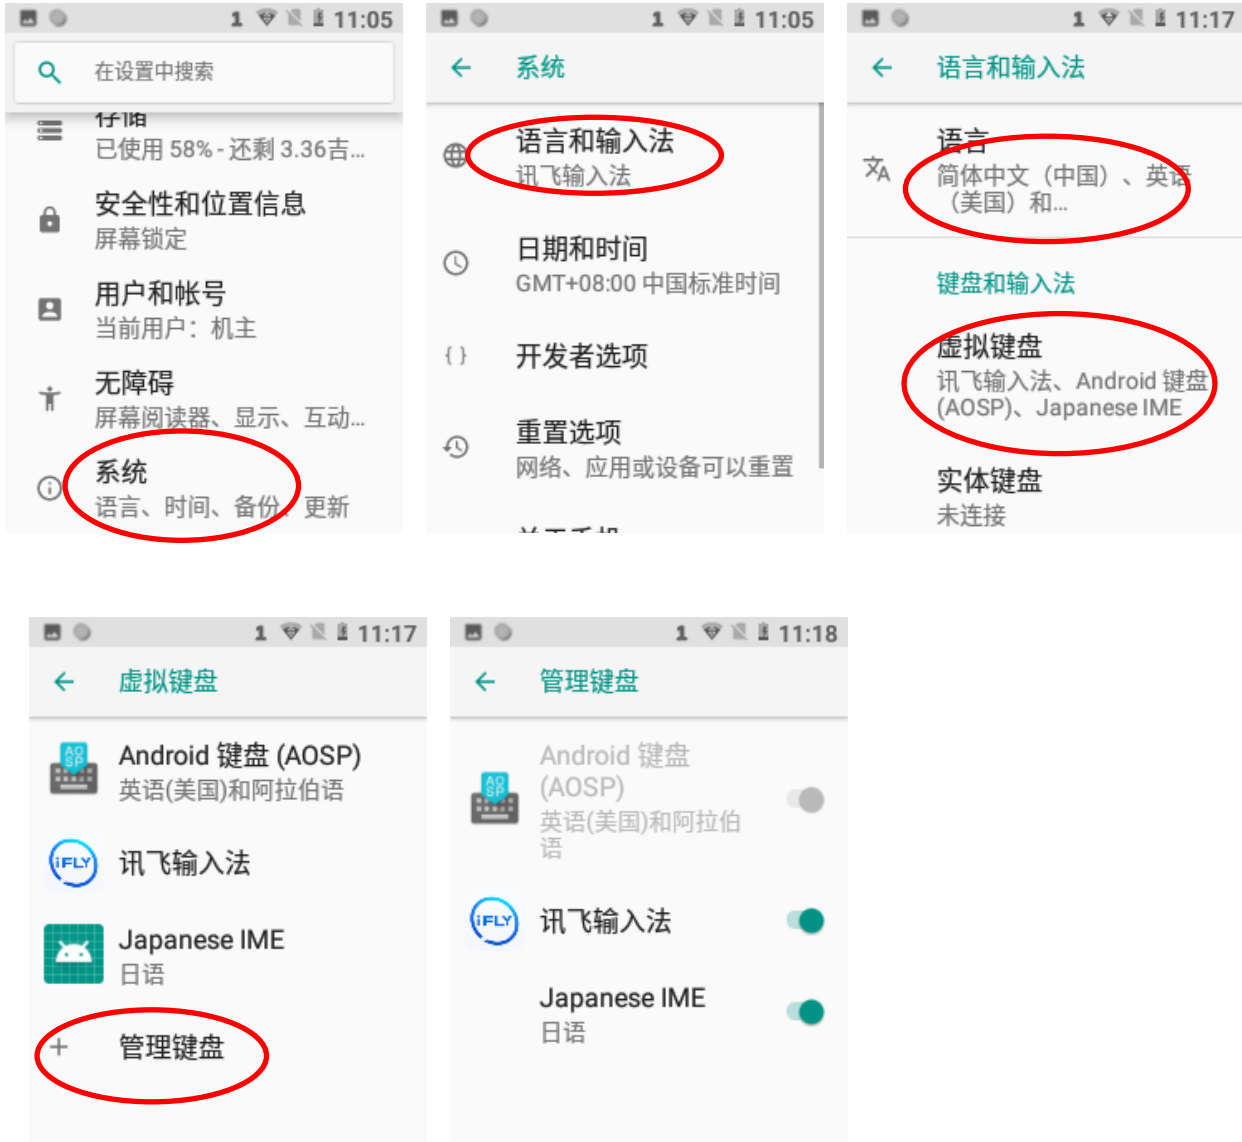 1 11:05
在设置中搜索
存储
已使用 58% - 还剩 3.36吉...
安全性和位置信息
屏幕锁定
用户和帐号
当前用户：机主
无障碍
屏幕阅读器、显示、互动...
系统
语言、时间、备份、更新
1 11:05
系统
语言和输入法
讯飞输入法
日期和时间
GMT+08:00 中国标准时间
{ } 开发者选项
重置选项
网络、应用或设备可以重置
1 11:17
语言和输入法
语言
简体中文（中国）、英语
（美国）和...
键盘和输入法
虚拟键盘
讯飞输入法、Android 键盘
(AOSP)、Japanese IME
实体键盘
未连接
1 11:17
虚拟键盘
AO
SP
Android 键盘 (AOSP)
英语(美国)和阿拉伯语
iFLY
讯飞输入法
Japanese IME
日语
+ 管理键盘
1 11:18
管理键盘
AO
SP
Android 键盘
(AOSP)
英语(美国)和阿拉伯
语
iFLY
讯飞输入法
Japanese IME
日语